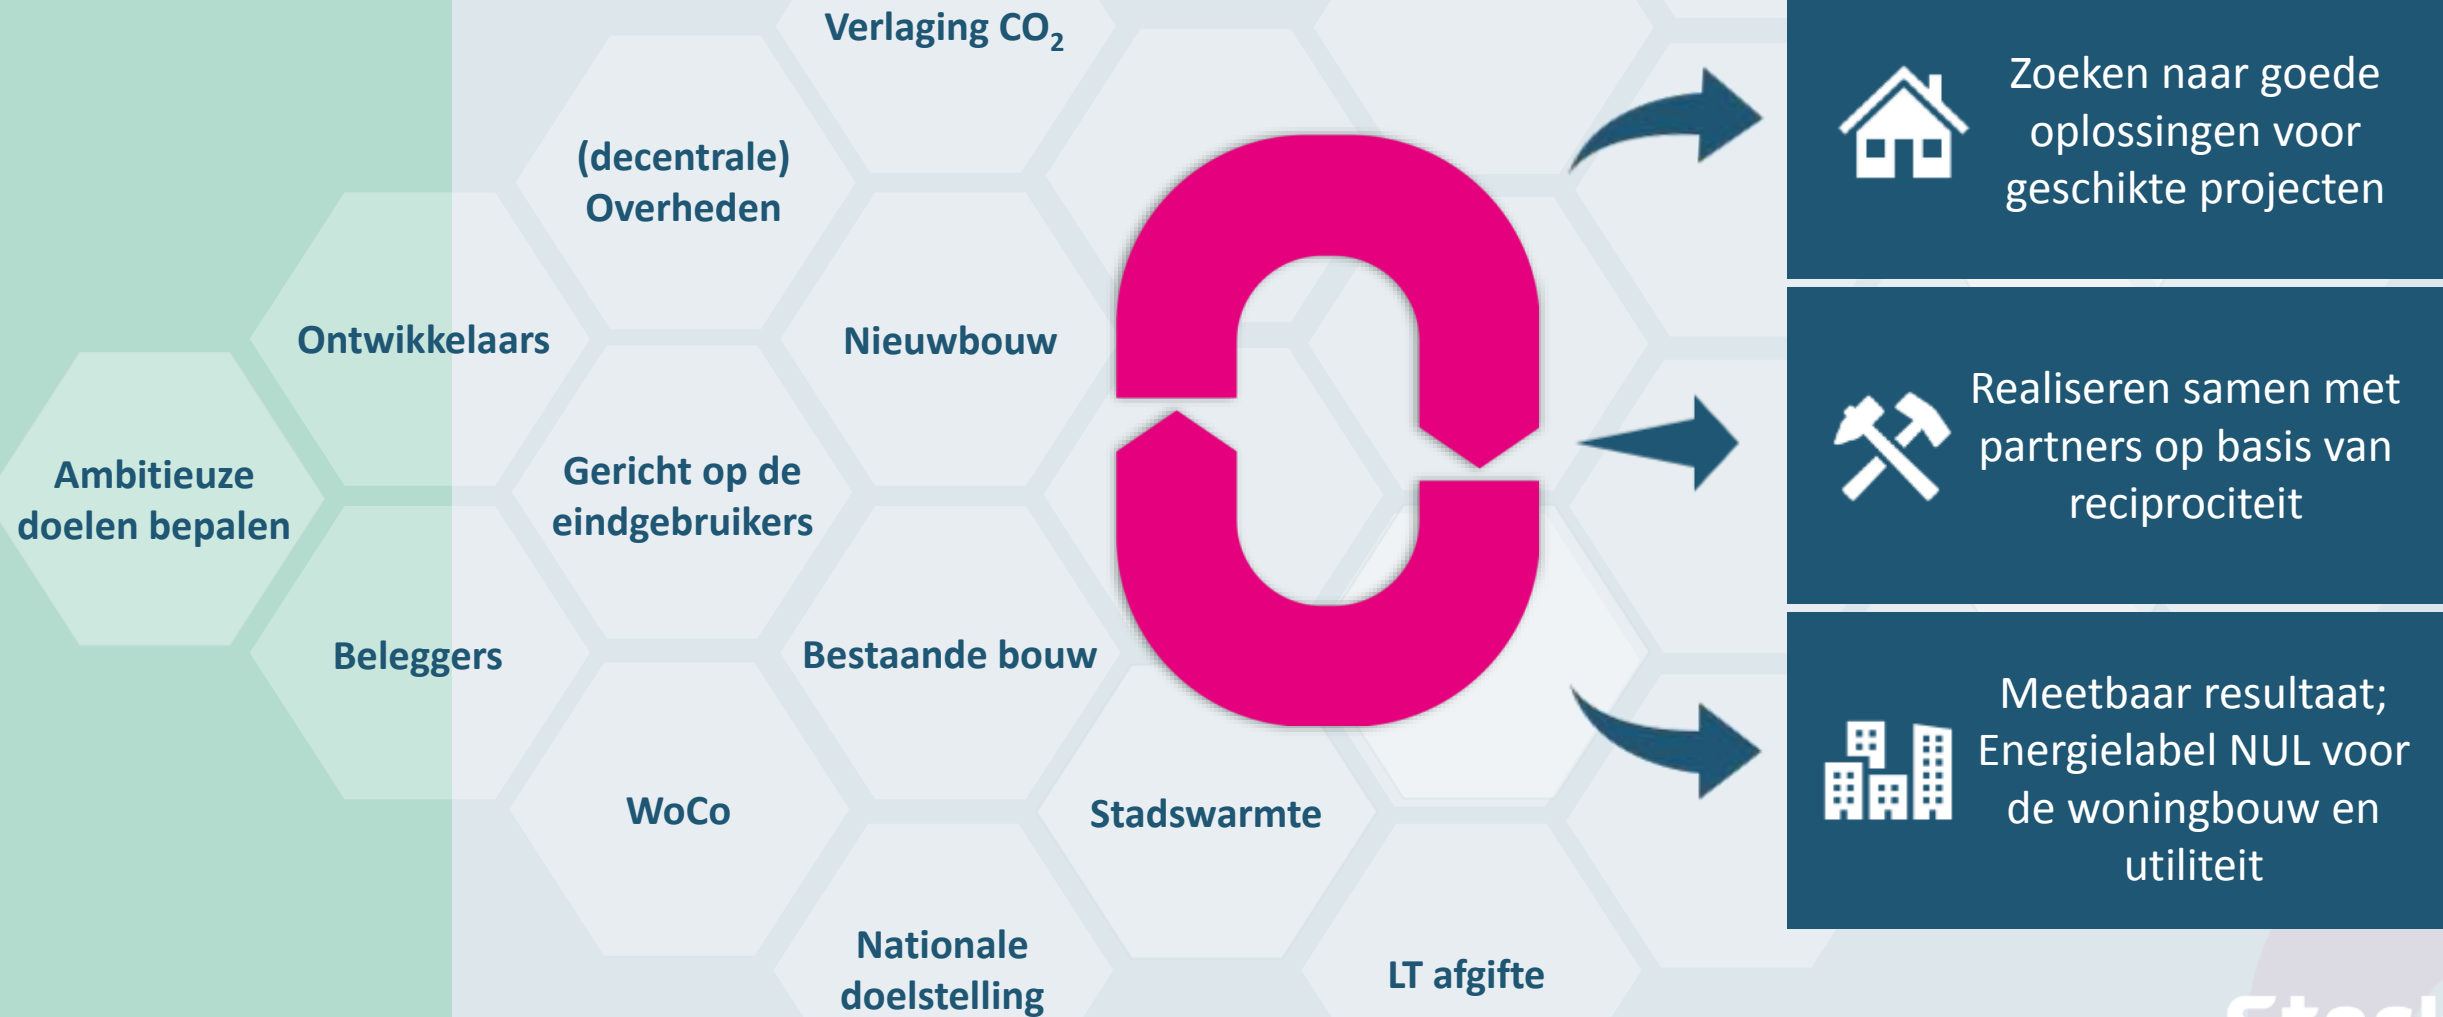 Verlaging CO₂
(decentrale)
Overheden
Ontwikkelaars
Nieuwbouw
Ambitieuze
doelen bepalen
Gericht op de
eindgebruikers
Beleggers
Bestaande bouw
WoCo
Stadswarmte
Nationale
doelstelling
LT afgifte
Zoeken naar goede
oplossingen voor
geschikte projecten
Realiseren samen met
partners op basis van
reciprociteit
Meetbaar resultaat;
Energielabel NUL voor
de woningbouw en
utiliteit